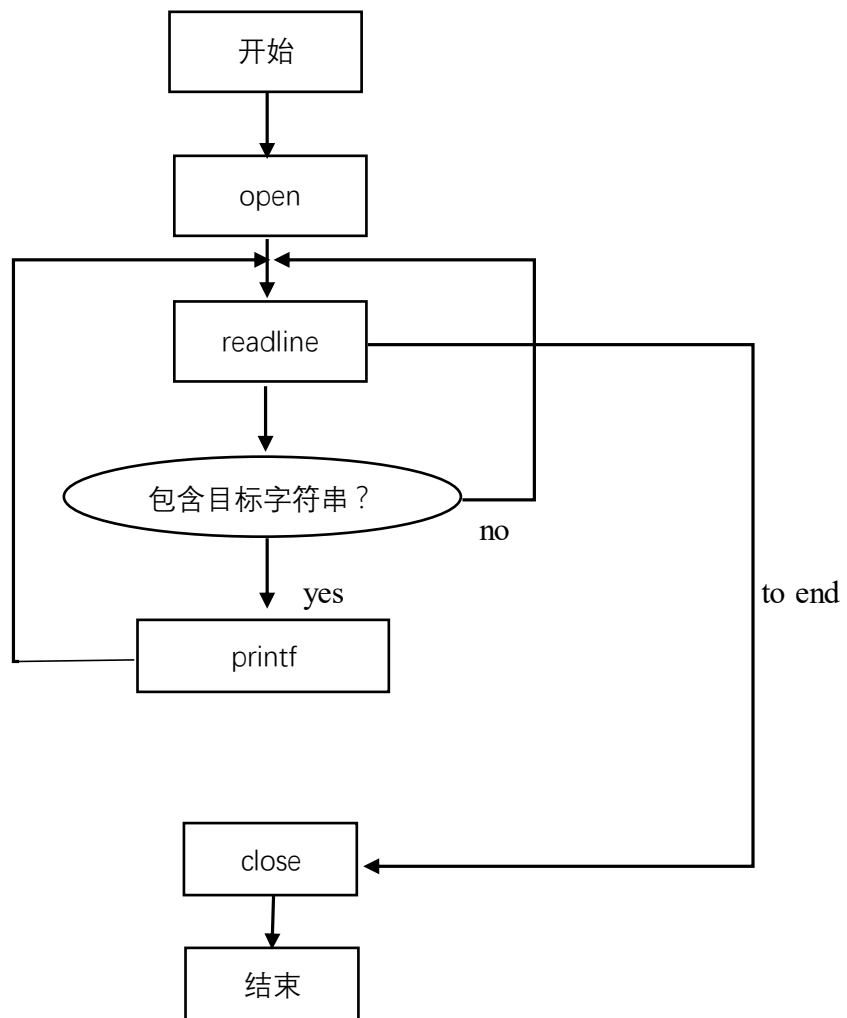 开始
open
readline
包含目标字符串？
no
yes
to end
printf
close
结束